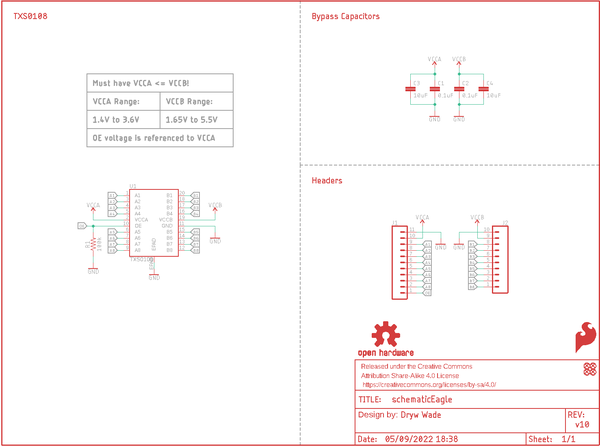 TXS0108
Must have VCCA <= VCCB!
VCCA Range:
VCCB Range:
1.4V to 3.6V
1.65V to 5.5V
OE voltage is referenced to VCCA
U1
VCCA
VCCB
A1
A2
A3
A4
VCCA
OE
A5
A6
A7
A8
B1
B2
B3
B4
VCCB
GND
B5
B6
B7
B8
R1
100k
GND
GND
GND
Bypass Capacitors
VCCA
VCCB
C3
C1
C2
C4
10uF
0.1uF
0.1uF
10uF
GND
GND
Headers
J1
VCCA
VCCB
J2
GND
GND
open hardware
Released under the Creative Commons
Attribution Share-Alike 4.0 License
https://creativecommons.org/licenses/by-sa/4.0/
TITLE: schematicEagle
Design by: Dryw Wade
REV:
v10
Date: 05/09/2022 18:38
Sheet: 1/1